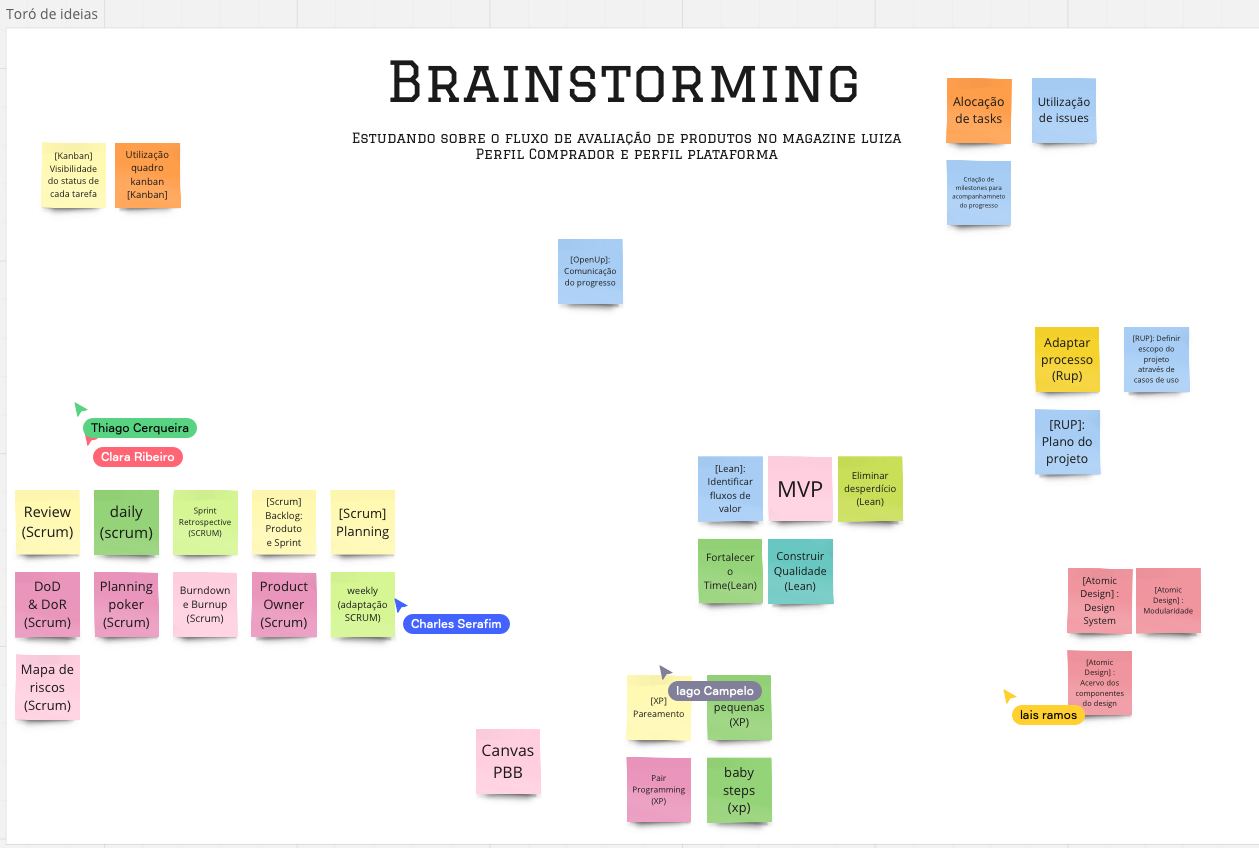 Toró de ideias
Brainstorming
Estudando sobre o fluxo de avaliação de produtos no magazine luiza
Perfil Comprador e perfil plataforma
Alocação
de tasks
Utilização
de issues
Criação de
milestones para
acompanhamneto
do progresso
[Kanban]
Visibilidade
do status de
cada tarefa
Utilização
quadro
kanban
[Kanban]
[OpenUp]:
Comunicação
do progresso
Adaptar
processo
(Rup)
[RUP]: Definir
escopo do
projeto
através de
casos de uso
[RUP]:
Plano do
projeto
Thiago Cerqueira
Clara Ribeiro
Review
(Scrum)
daily
(scrum)
Sprint
Retrospective
(SCRUM)
[Scrum]
Backlog:
Produto
e Sprint
[Scrum]
Planning
DoD
& DoR
(Scrum)
Planning
poker
(Scrum)
Burndown
e Burnup
(Scrum)
Product
Owner
(Scrum)
weekly
(adaptação
SCRUM)
Charles Serafim
Mapa de
riscos
(Scrum)
[Lean]:
Identificar
fluxos de
valor
MVP
Eliminar
desperdício
(Lean)
Fortalecer
o
Time(Lean)
Construir
Qualidade
(Lean)
[Atomic
Design] :
Design
System
[Atomic
Design] :
Modularidade
[Atomic
Design] :
Acervo dos
componentes
do design
lais ramos
Iago Campelo
[XP]
Pareamento
pequenas
(XP)
Pair
Programming
(XP)
baby
steps
(xp)
Canvas
PBB